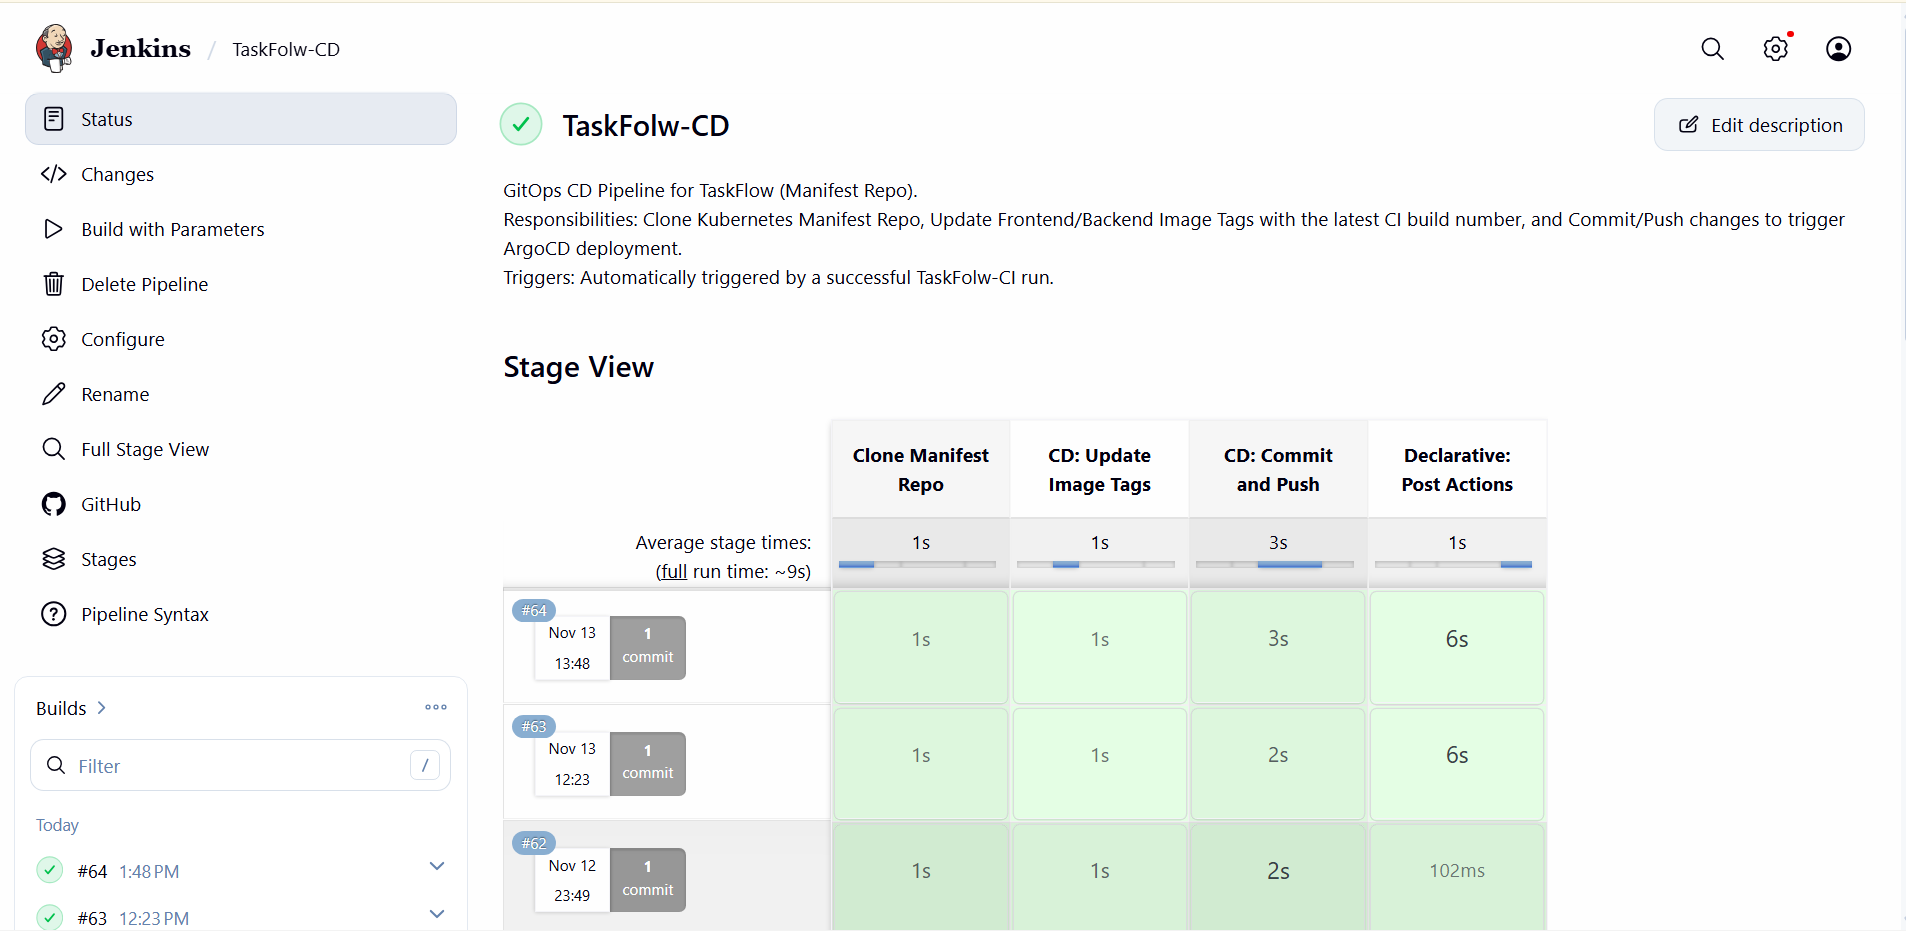 Jenkins / TaskFolw-CD
Status
Changes
Build with Parameters
Delete Pipeline
Configure
Rename
Full Stage View
GitHub
Stages
Pipeline Syntax
Builds
Filter /
Today
#64 1:48 PM
#63 12:23 PM
TaskFolw-CD
Edit description
GitOps CD Pipeline for TaskFlow (Manifest Repo).
Responsibilities: Clone Kubernetes Manifest Repo, Update Frontend/Backend Image Tags with the latest CI build number, and Commit/Push changes to trigger
ArgoCD deployment.
Triggers: Automatically triggered by a successful TaskFolw-CI run.
Stage View
Clone Manifest
Repo
CD: Update
Image Tags
CD: Commit
and Push
Declarative:
Post Actions
Average stage times:
(full run time: ~9s)
1s 1s 3s 1s
#64
Nov 13
13:48
1
commit
1s 1s 3s 6s
#63
Nov 13
12:23
1
commit
1s 1s 2s 6s
#62
Nov 12
23:49
1
commit
1s 1s 2s 102ms